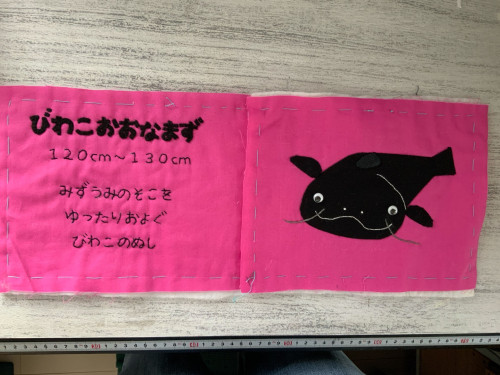 びわこおおなまず
120cm〜130cm
みずうみのそこを
ゆったりおよぐ
びわこのぬし